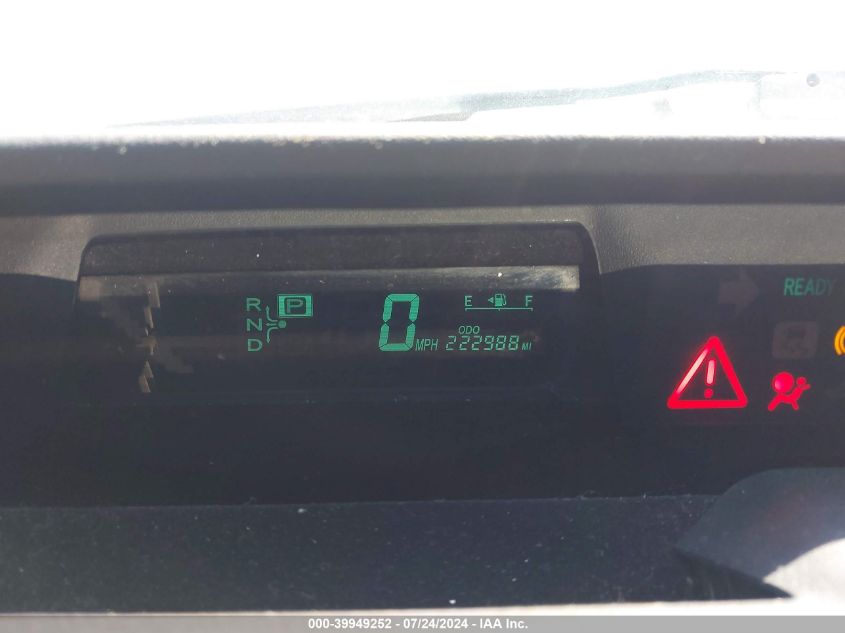 READY
R P
N
D
0 MPH
E F
ODO
222988 MI
000-39949252 - 07/24/2024 - IAA Inc.